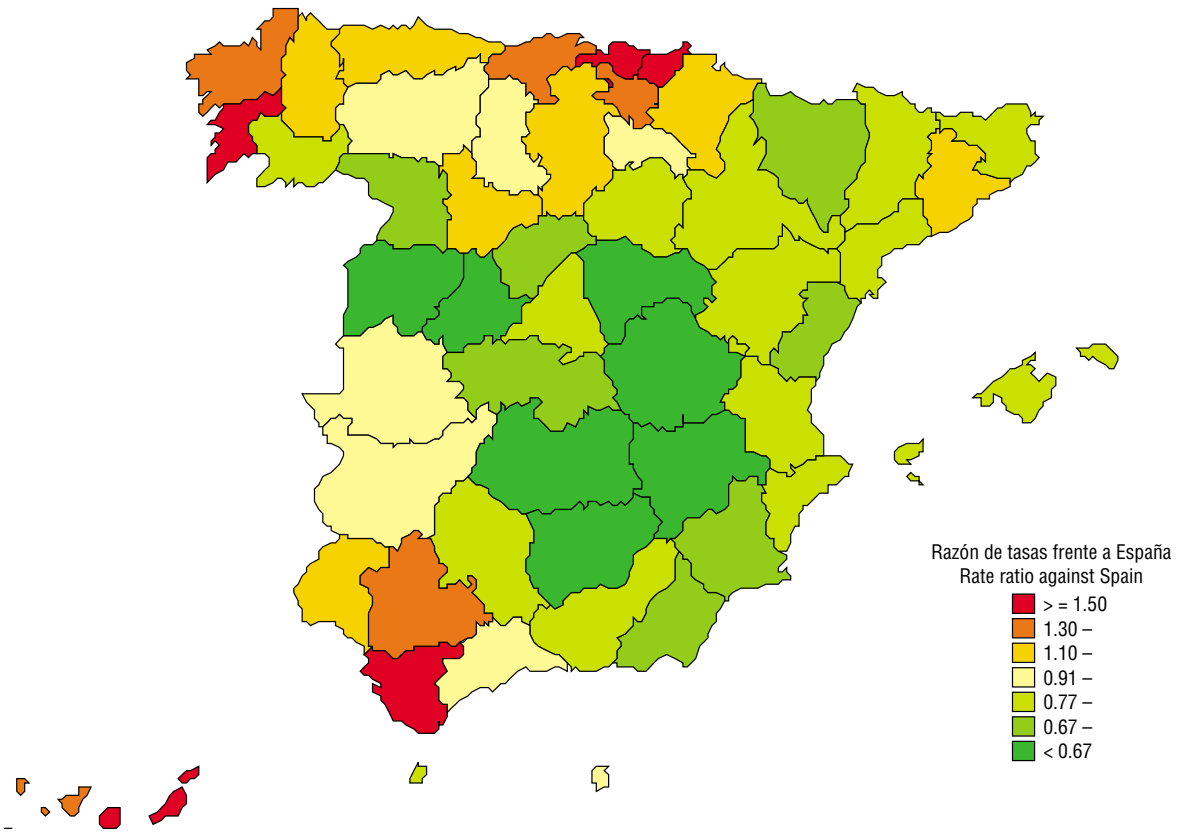 Razón de tasas frente a España
Rate ratio against Spain
> = 1.50
1.30 –
1.10 –
0.91 –
0.77 –
0.67 –
< 0.67